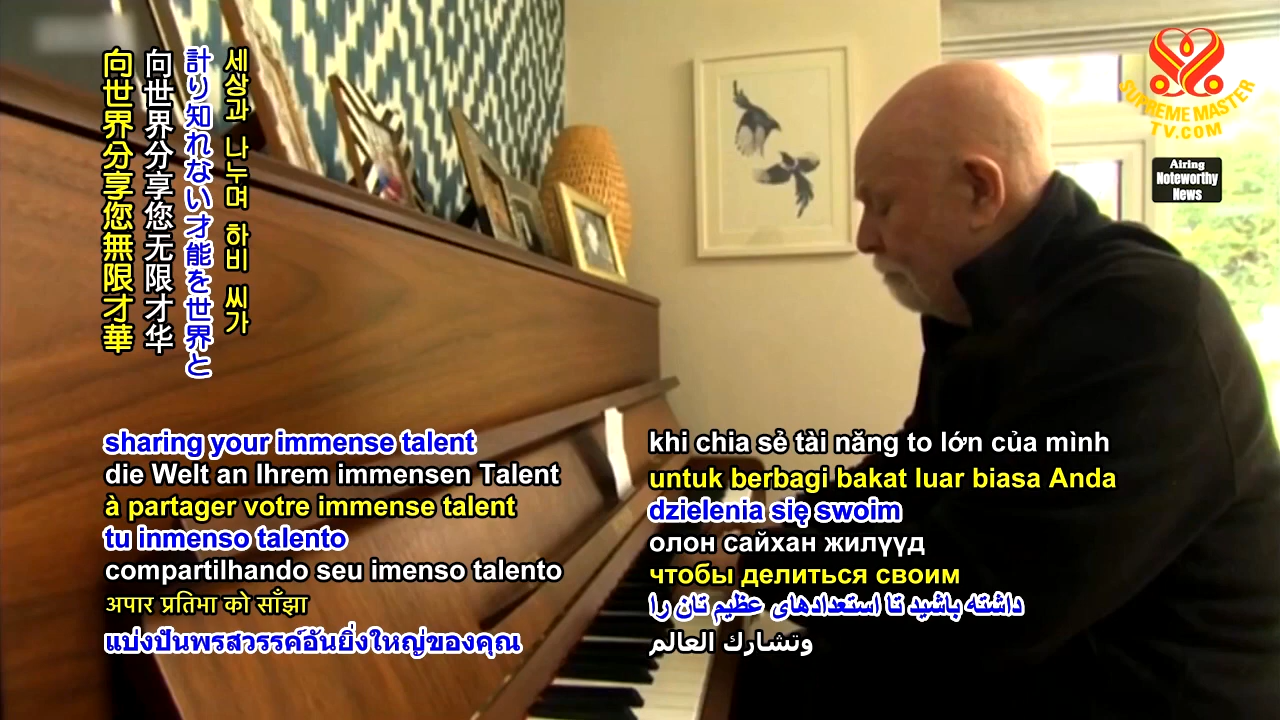 向世界分享您無限才華
向世界分享您无限才华
計り知れない才能を世界と
세상과 나누며 하비 씨가
SUPREME MASTER
TV.COM
Airing
Noteworthy
News
sharing your immense talent
die Welt an Ihrem immensen Talent
à partager votre immense talent
tu inmenso talento
compartilhando seu imenso talento
अपार प्रतिभा को साँझा
แบ่งปันพรสวรรค์อันยิ่งใหญ่ของคุณ
khi chia sẻ tài năng to lớn của mình
untuk berbagi bakat luar biasa Anda
dzielenia się swoim
олон сайхан жилүүд
чтобы делиться своим
داشته باشید تا استعدادهای عظیم تان را
وتشارك العالم